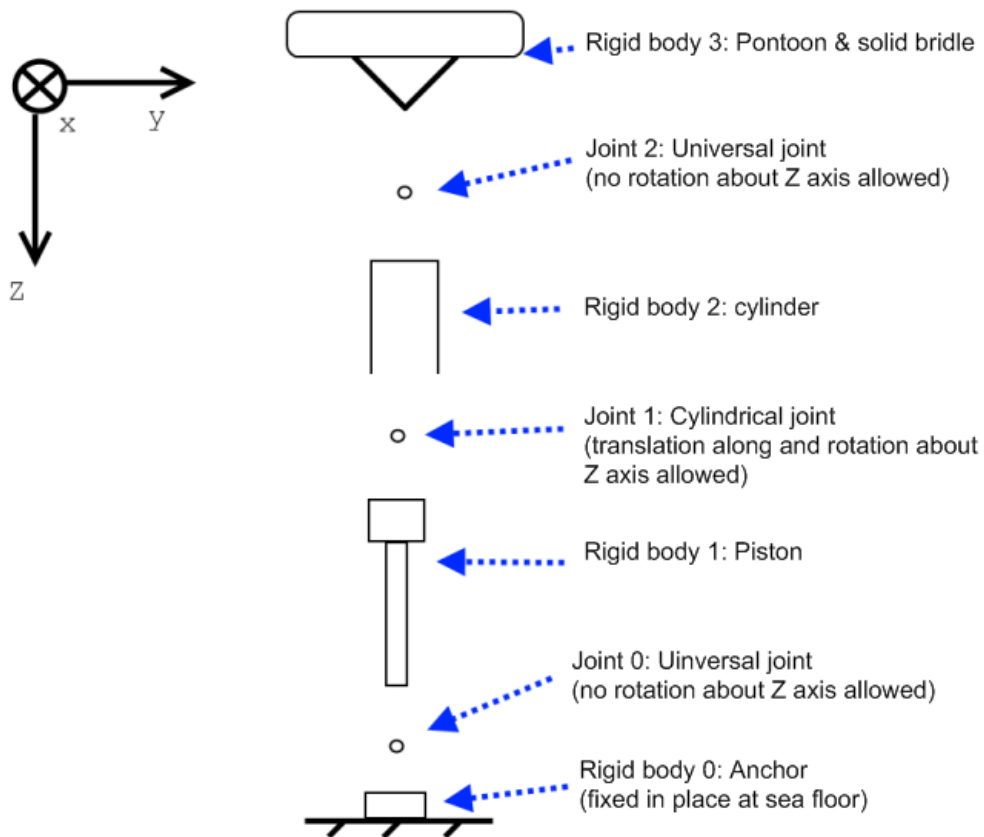 Rigid body 3: Pontoon & solid bridle
x
y
Joint 2: Universal joint
(no rotation about Z axis allowed)
Z
Rigid body 2: cylinder
Joint 1: Cylindrical joint
(translation along and rotation about
Z axis allowed)
Rigid body 1: Piston
Joint 0: Uinversal joint
(no rotation about Z axis allowed)
Rigid body 0: Anchor
(fixed in place at sea floor)